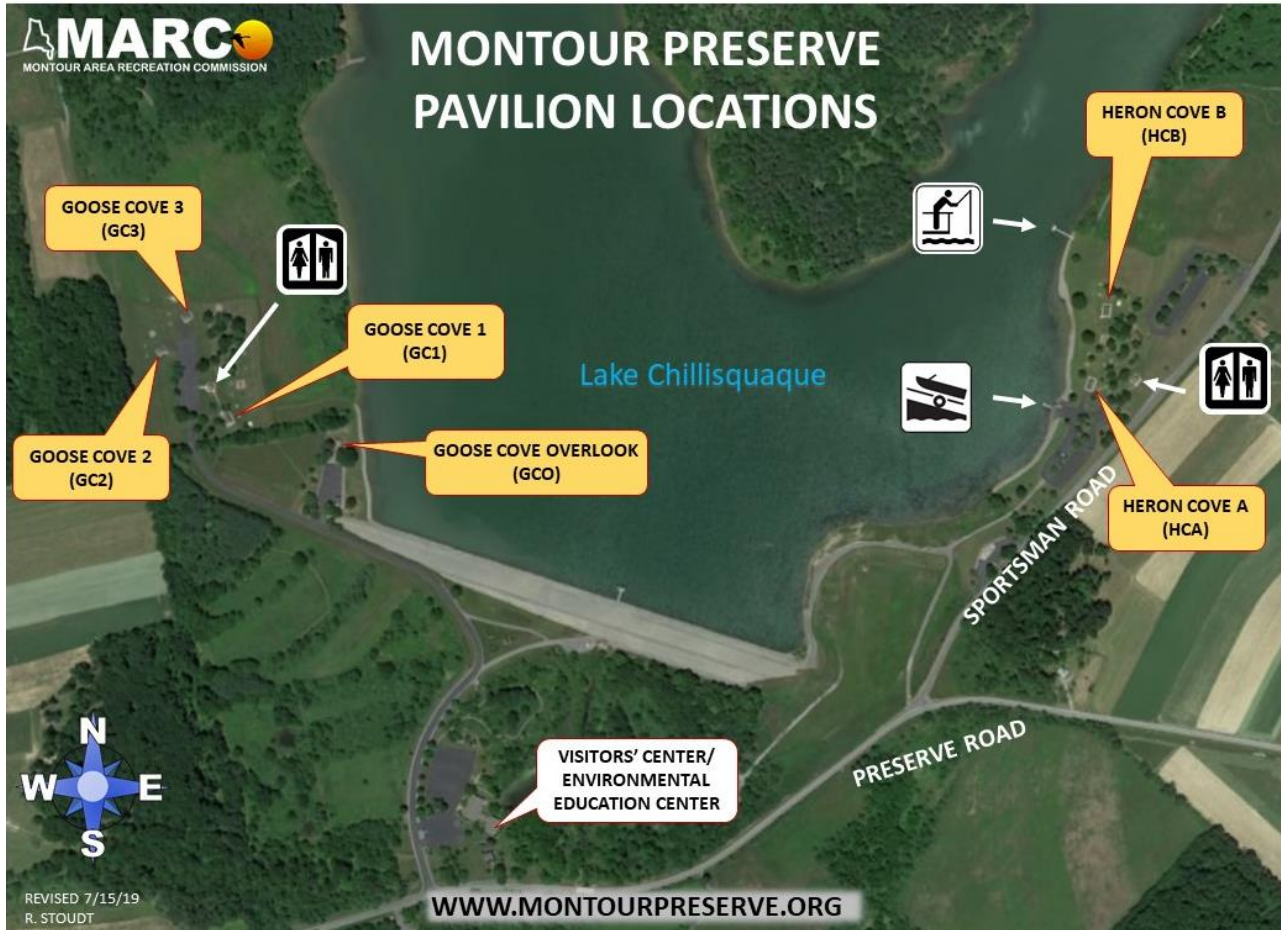 MARC
MONTOUR AREA RECREATION COMMISSION
MONTOUR PRESERVE
PAVILION LOCATIONS
HERON COVE B
(HCB)
GOOSE COVE 3
(GC3)
GOOSE COVE 1
(GC1)
Lake Chillisquaque
GOOSE COVE 2
(GC2)
GOOSE COVE OVERLOOK
(GCO)
HERON COVE A
(HCA)
SPORTSMAN ROAD
PRESERVE ROAD
VISITORS' CENTER/
ENVIRONMENTAL
EDUCATION CENTER
N
W E
S
REVISED 7/15/19
R. STOUDT
WWW.MONTOURPRESERVE.ORG